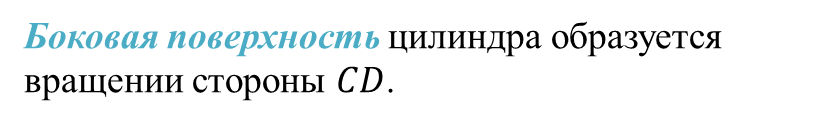 Боковая поверхность цилиндра образуется
вращении стороны CD.